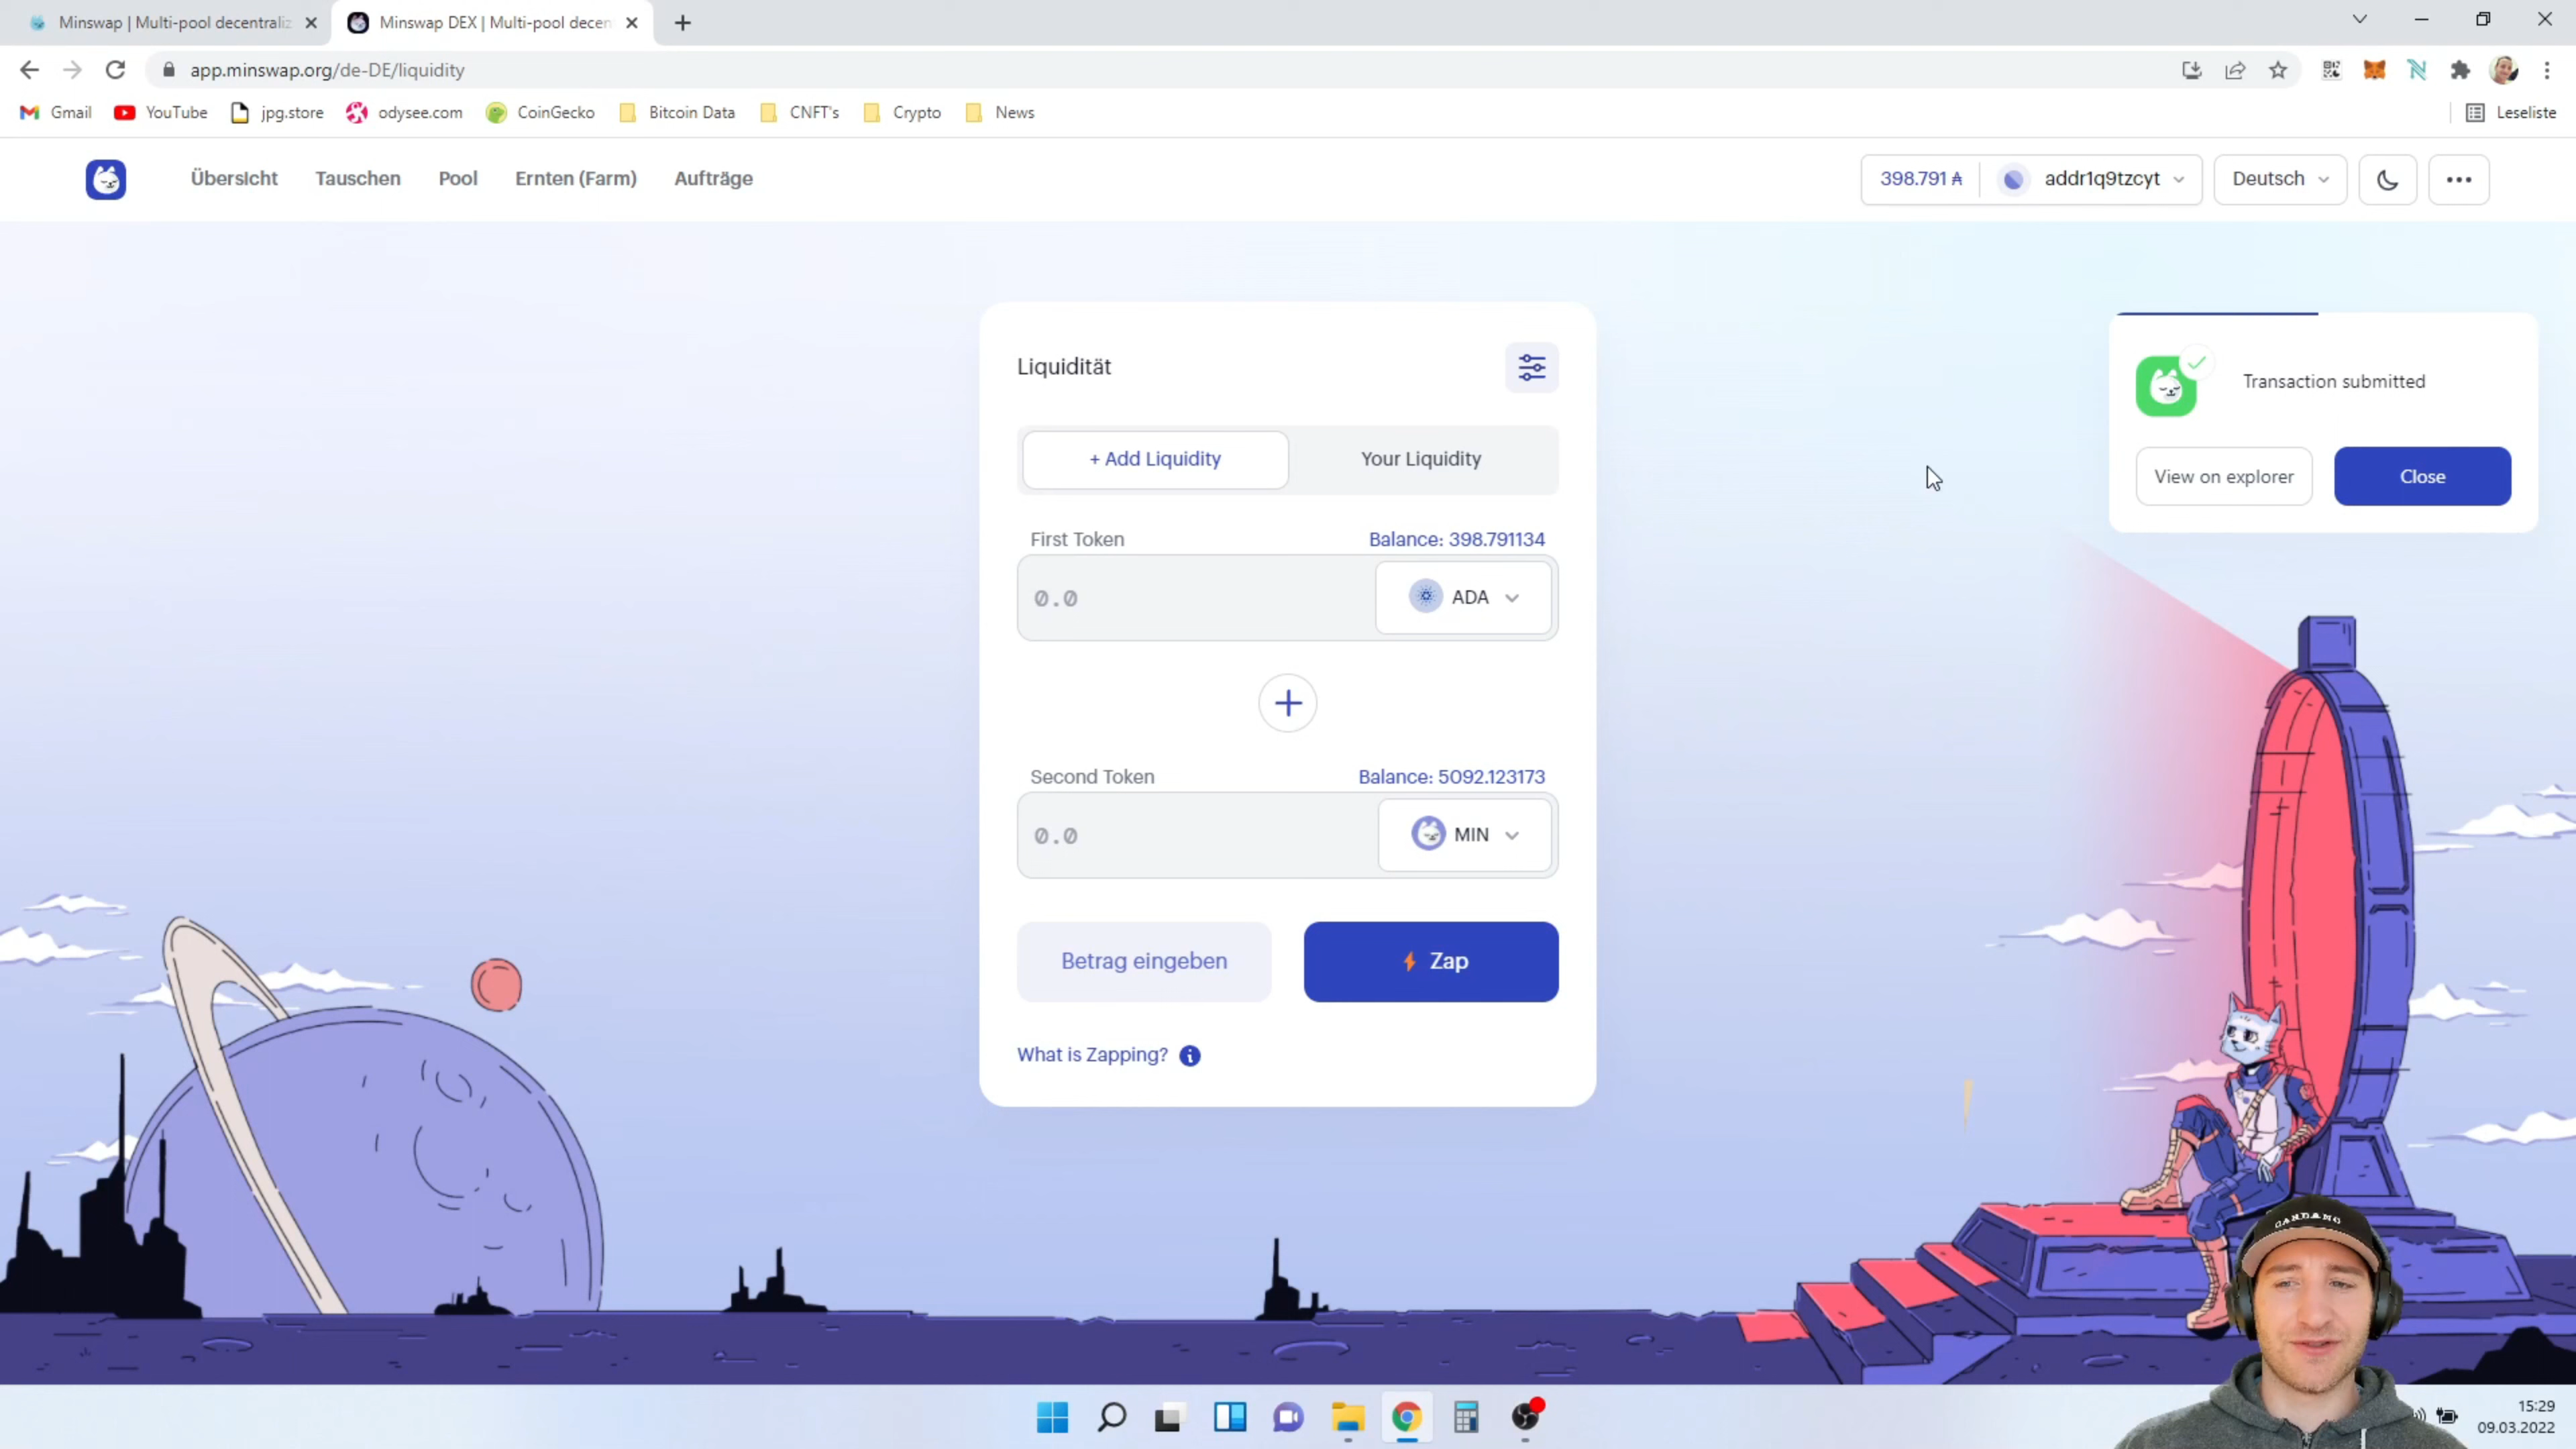 Minswap | Multi-pool decentraliz
Minswap DEX | Multi-pool decen
app.minswap.org/de-DE/liquidity
Gmail YouTube jpg.store odysee.com CoinGecko Bitcoin Data CNFT's Crypto News Leseliste
Übersicht Tauschen Pool Ernten (Farm) Aufträge 398.791 ₳ addr1q9tzcyt Deutsch
Liquidität
Transaction submitted
View on explorer Close
+ Add Liquidity Your Liquidity
First Token Balance: 398.791134
0.0 ADA
Second Token Balance: 5092.123173
0.0 MIN
Betrag eingeben Zap
What is Zapping?
CARDANO
15:29
09.03.2022